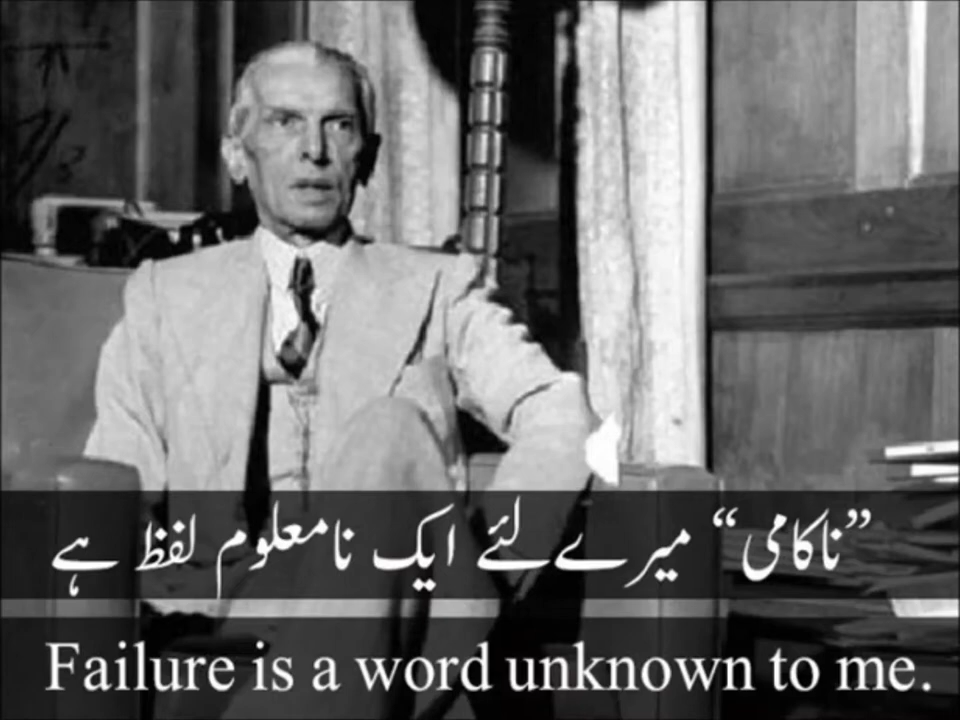 ”ناکامی“ میرے لئے ایک نامعلوم لفظ ہے
Failure is a word unknown to me.